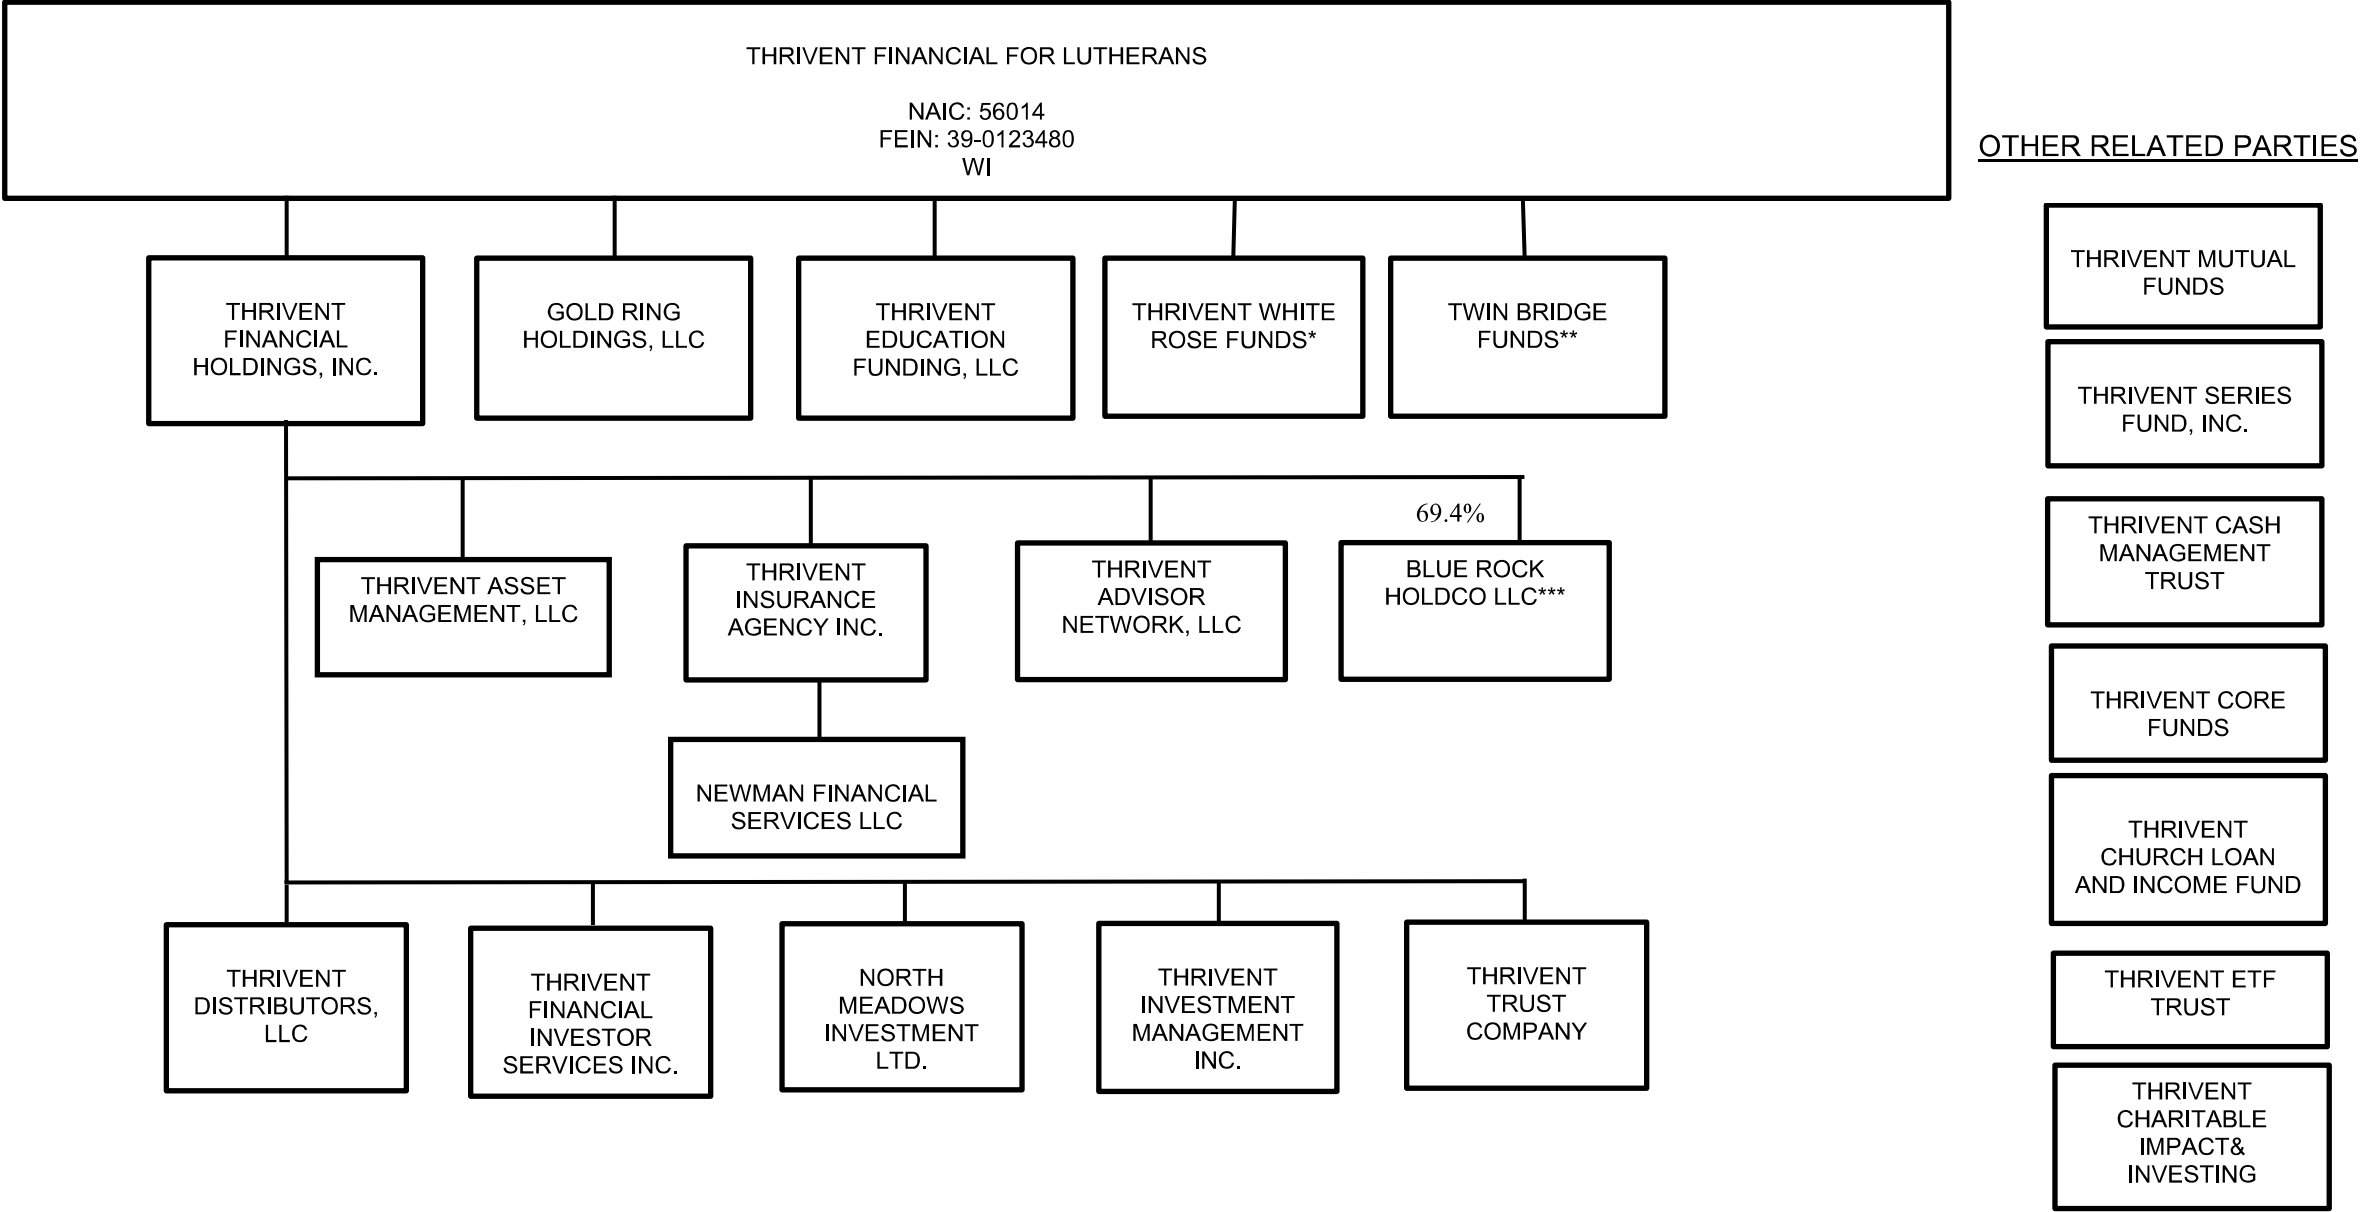 THRIVENT FINANCIAL FOR LUTHERANS
NAIC: 56014
FEIN: 39-0123480
WI
OTHER RELATED PARTIES
THRIVENT
FINANCIAL
HOLDINGS, INC.
GOLD RING
HOLDINGS, LLC
THRIVENT
EDUCATION
FUNDING, LLC
THRIVENT WHITE
ROSE FUNDS*
TWIN BRIDGE
FUNDS**
69.4%
THRIVENT ASSET
MANAGEMENT, LLC
THRIVENT
INSURANCE
AGENCY INC.
THRIVENT
ADVISOR
NETWORK, LLC
BLUE ROCK
HOLDCO LLC***
NEWMAN FINANCIAL
SERVICES LLC
THRIVENT
DISTRIBUTORS,
LLC
THRIVENT
FINANCIAL
INVESTOR
SERVICES INC.
NORTH
MEADOWS
INVESTMENT
LTD.
THRIVENT
INVESTMENT
MANAGEMENT
INC.
THRIVENT
TRUST
COMPANY
THRIVENT MUTUAL
FUNDS
THRIVENT SERIES
FUND, INC.
THRIVENT CASH
MANAGEMENT
TRUST
THRIVENT CORE
FUNDS
THRIVENT
CHURCH LOAN
AND INCOME FUND
THRIVENT ETF
TRUST
THRIVENT
CHARITABLE
IMPACT&
INVESTING